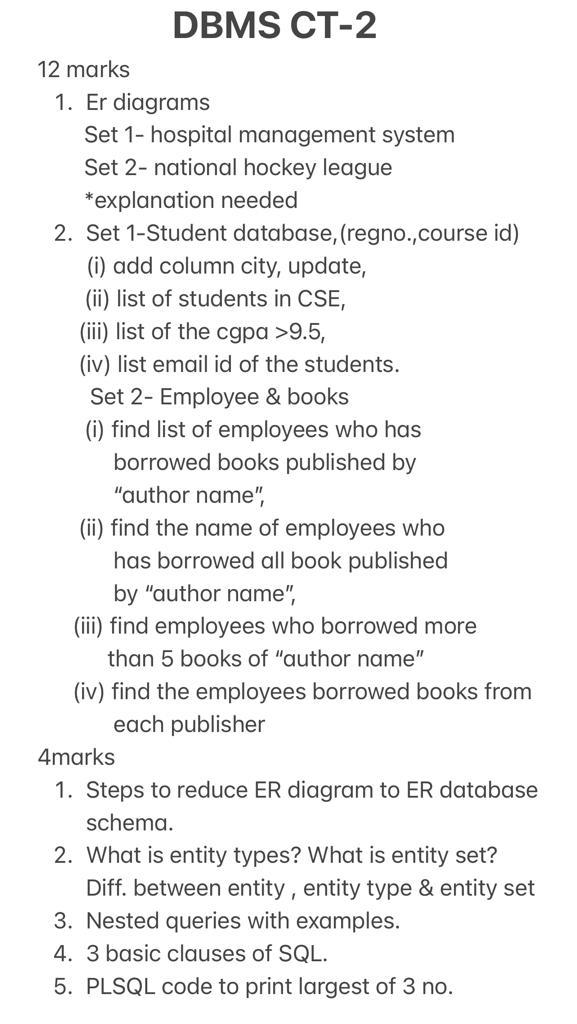 DBMS CT-2
12 marks
1. Er diagrams
Set 1- hospital management system
Set 2- national hockey league
*explanation needed
2. Set 1-Student database,(regno.,course id)
(i) add column city, update,
(ii) list of students in CSE,
(iii) list of the cgpa >9.5,
(iv) list email id of the students.
Set 2- Employee & books
(i) find list of employees who has
borrowed books published by
“author name”,
(ii) find the name of employees who
has borrowed all book published
by “author name”,
(iii) find employees who borrowed more
than 5 books of “author name”
(iv) find the employees borrowed books from
each publisher
4marks
1. Steps to reduce ER diagram to ER database
schema.
2. What is entity types? What is entity set?
Diff. between entity , entity type & entity set
3. Nested queries with examples.
4. 3 basic clauses of SQL.
5. PLSQL code to print largest of 3 no.